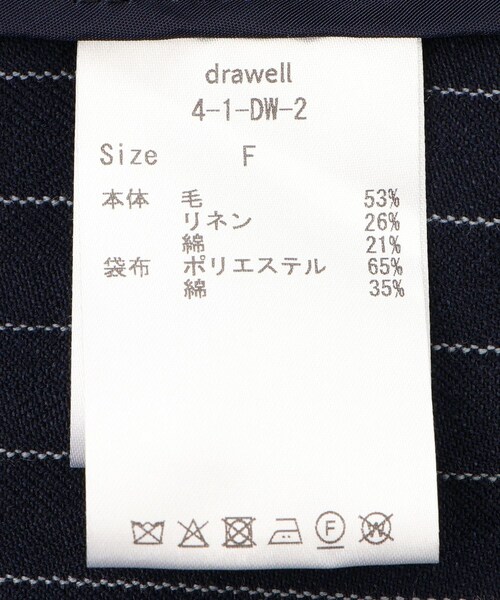 drawell
4-1-DW-2
Size F
本体 毛 53%
リネン 26%
綿 21%
袋布 ポリエステル 65%
綿 35%
F
W